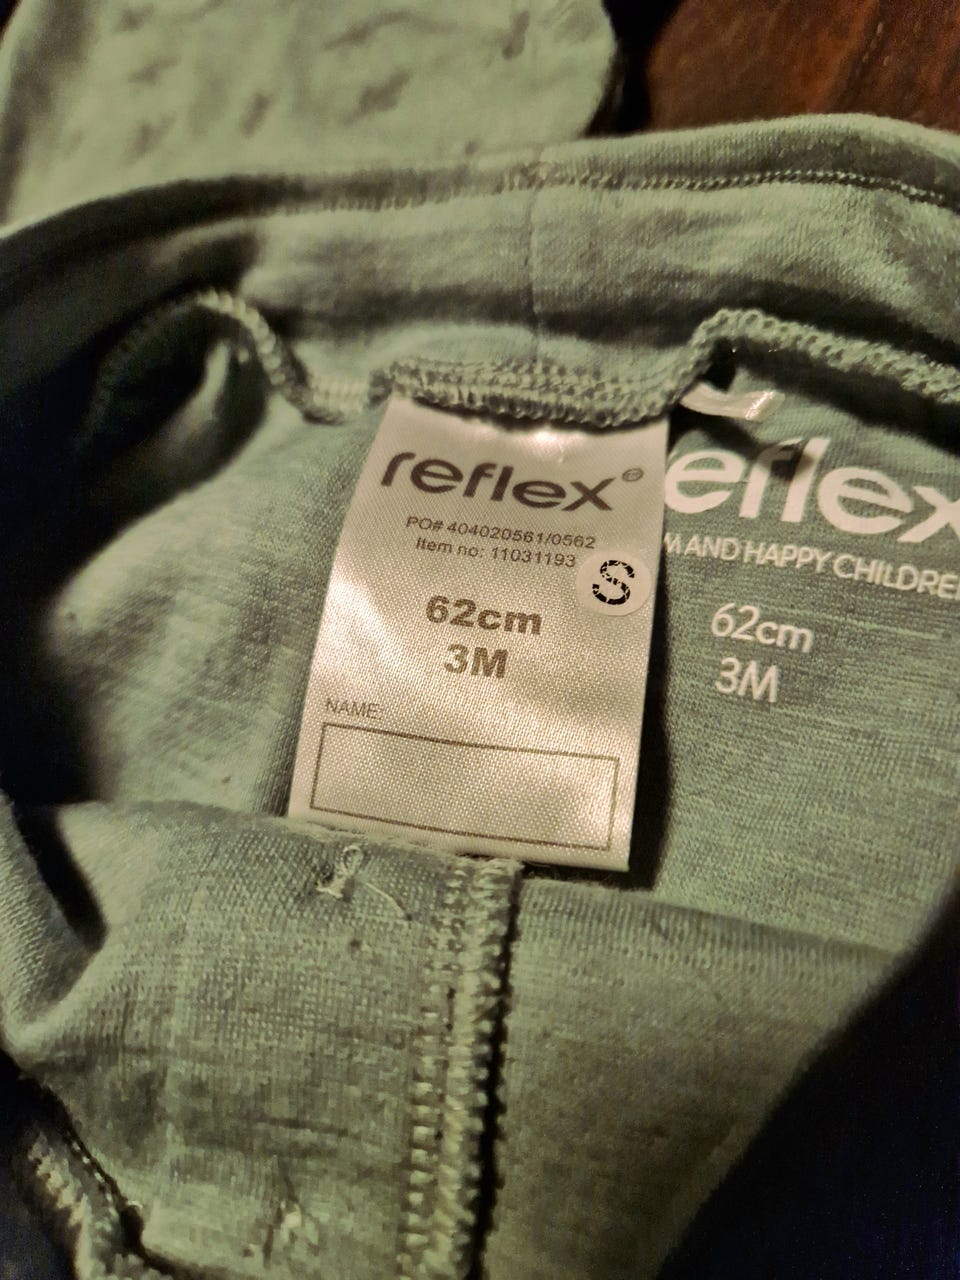 reflex®
PO# 404020561/0562
Item no: 11031193
S
62cm
3M
NAME:
eflex
M AND HAPPY CHILDRE
62cm
3M